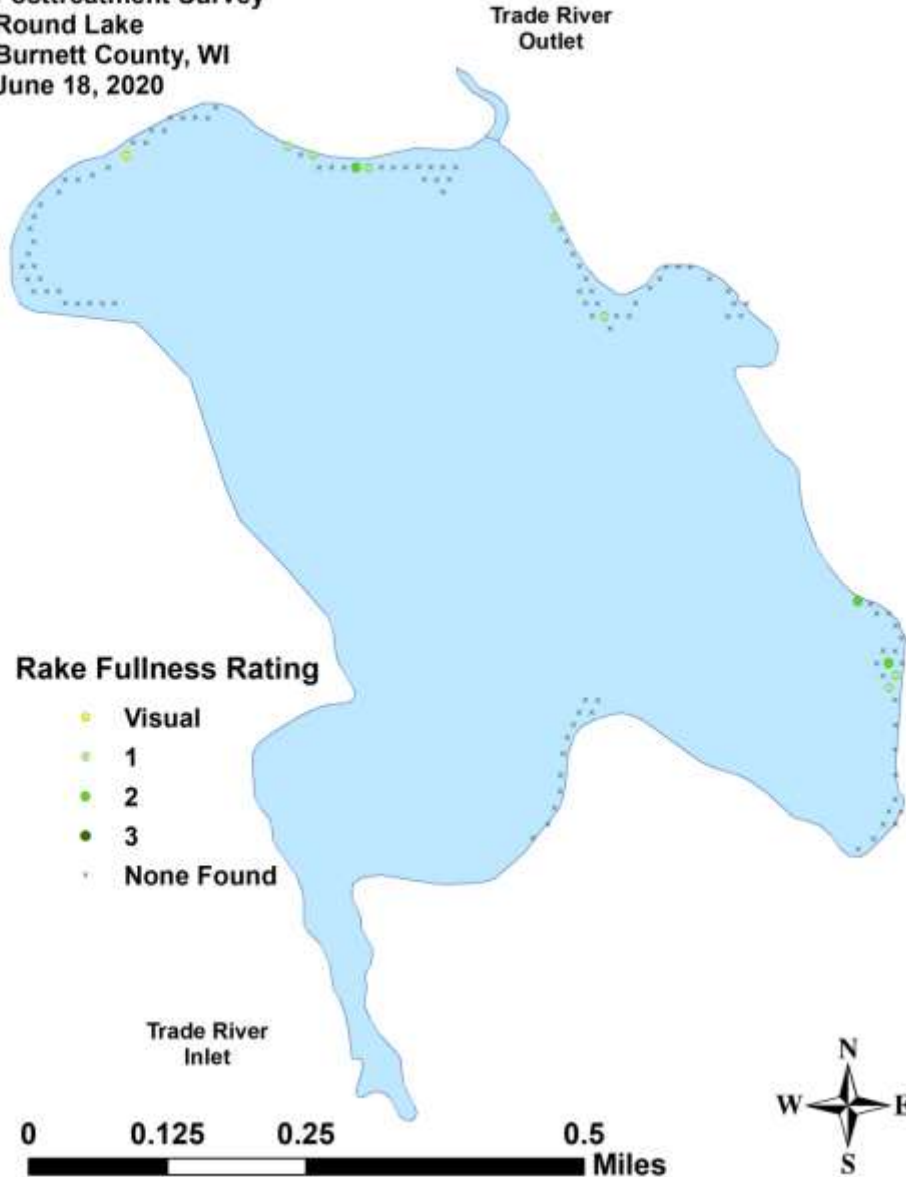 Round Lake
Burnett County, WI
June 18, 2020
Trade River
Outlet
Rake Fullness Rating
Visual
1
2
3
None Found
Trade River
Inlet
N
W E
S
0 0.125 0.25 0.5
Miles